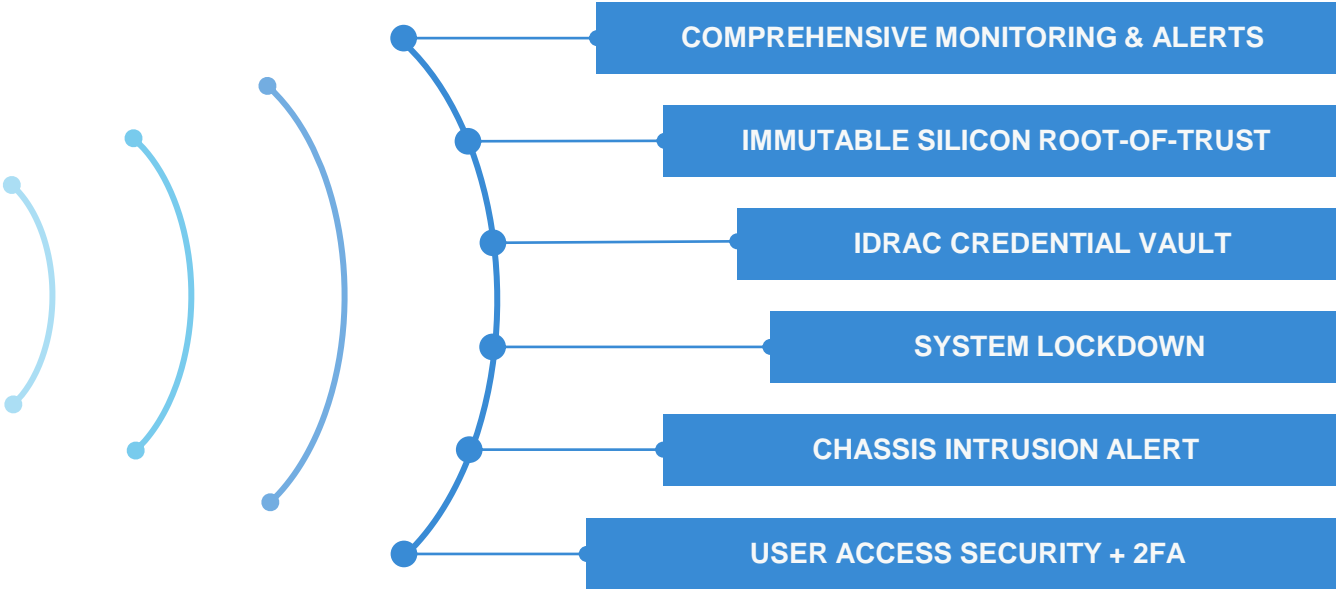 COMPREHENSIVE MONITORING & ALERTS
IMMUTABLE SILICON ROOT-OF-TRUST
IDRAC CREDENTIAL VAULT
SYSTEM LOCKDOWN
CHASSIS INTRUSION ALERT
USER ACCESS SECURITY + 2FA